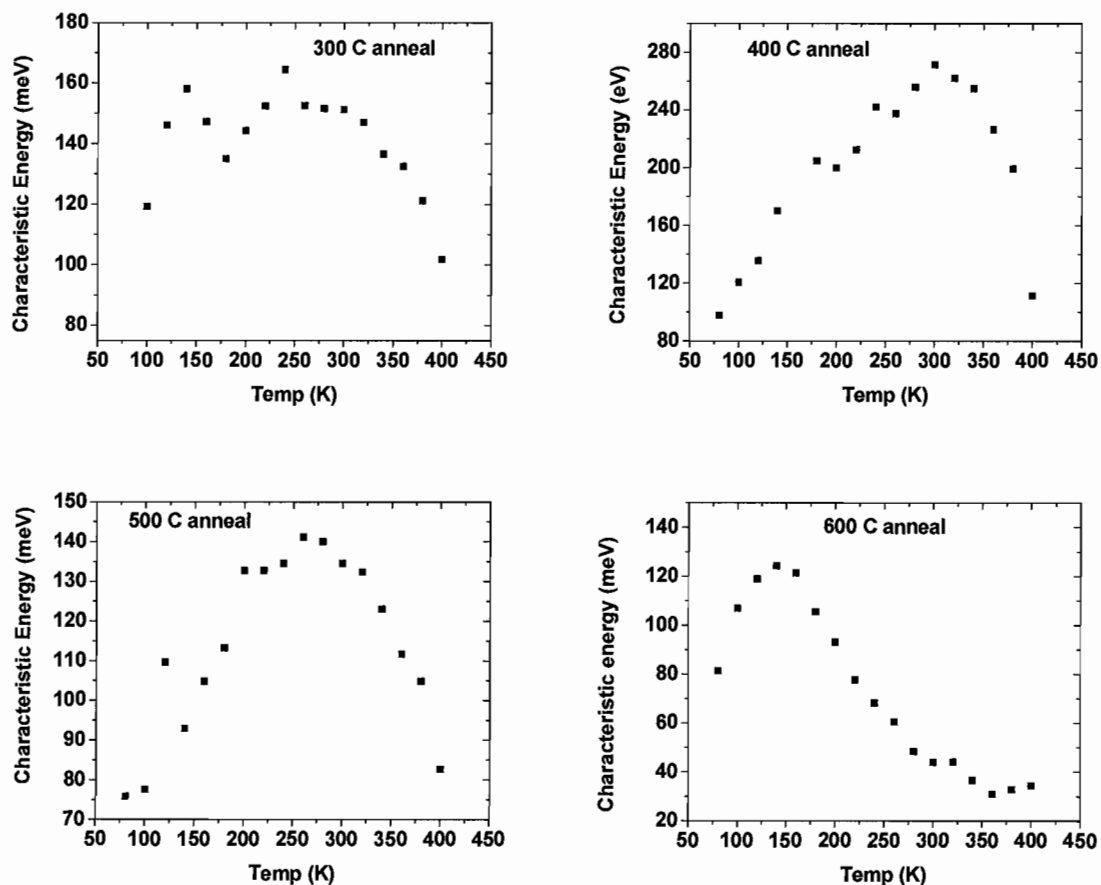 300 C anneal
Characteristic Energy (meV)
180
160
140
120
100
80
50 100 150 200 250 300 350 400 450
Temp (K)
400 C anneal
Characteristic Energy (eV)
280
240
200
160
120
80
50 100 150 200 250 300 350 400 450
Temp (K)
500 C anneal
Characteristic Energy (meV)
150
140
130
120
110
100
90
80
70
50 100 150 200 250 300 350 400 450
Temp (K)
600 C anneal
Characteristic energy (meV)
140
120
100
80
60
40
20
50 100 150 200 250 300 350 400 450
Temp (K)